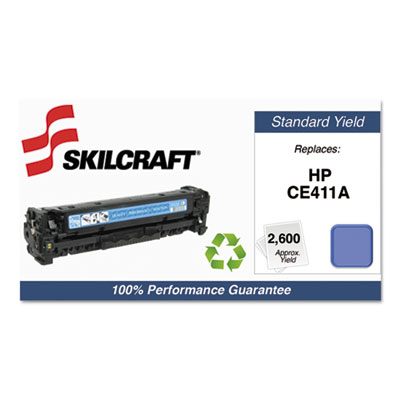 SKILCRAFT®
Standard Yield
Replaces:
HP
CE411A
2,600
Approx.
Yield
100% Performance Guarantee